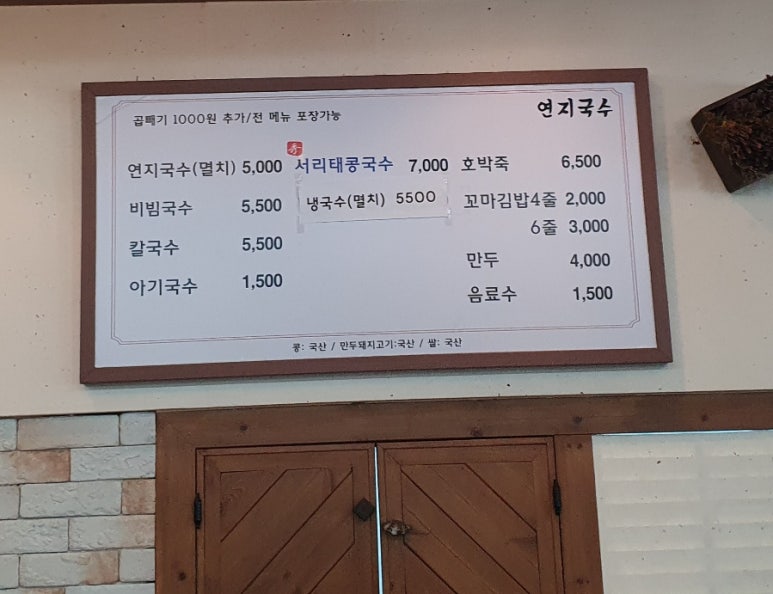 곱빼기 1000원 추가/전 메뉴 포장가능
연지국수
연지국수(멸치) 5,000
비빔국수 5,500
칼국수 5,500
아기국수 1,500
서리태콩국수 7,000
냉국수(멸치) 5500
호박죽 6,500
꼬마김밥4줄 2,000
6줄 3,000
만두 4,000
음료수 1,500
콩: 국산 / 만두돼지고기:국산 / 쌀: 국산